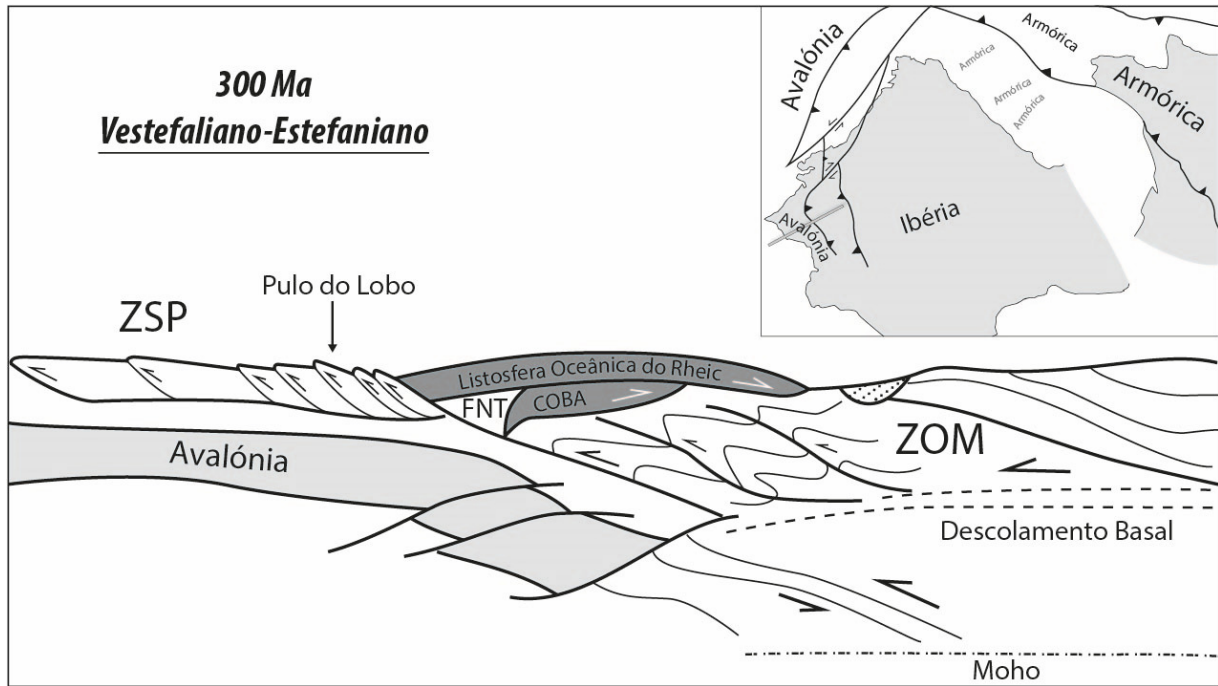 300 Ma
Vestefaliano-Estefaniano
Avalónia
Armórica
Armórica
Armórica
Armórica
Armórica
Ibéria
Avalónia
Pulo do Lobo
ZSP
Listosfera Oceânica do Rheic
FNT
COBA
Avalónia
ZOM
Descolamento Basal
Moho